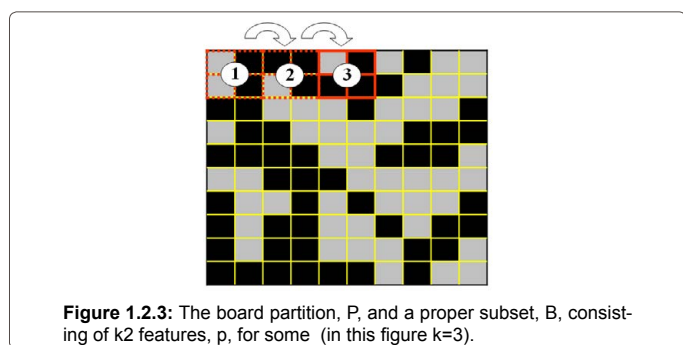 1 2 3
Figure 1.2.3: The board partition, P, and a proper subset, B, consist-
ing of k2 features, p, for some (in this figure k=3).